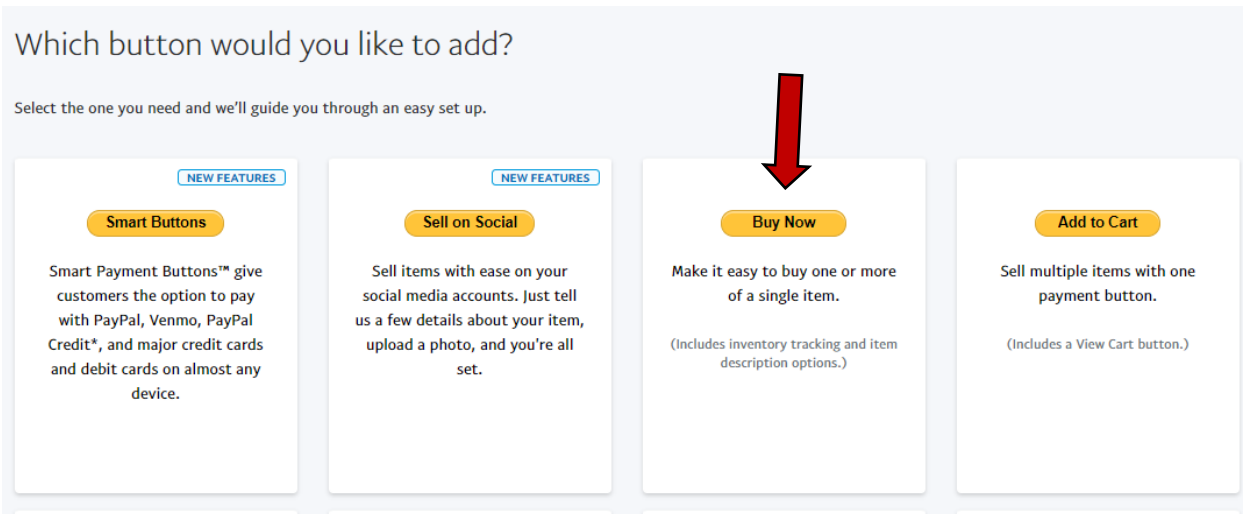 Which button would you like to add?
Select the one you need and we'll guide you through an easy set up.
NEW FEATURES
Smart Buttons
Smart Payment Buttons™ give
customers the option to pay
with PayPal, Venmo, PayPal
Credit*, and major credit cards
and debit cards on almost any
device.
NEW FEATURES
Sell on Social
Sell items with ease on your
social media accounts. Just tell
us a few details about your item,
upload a photo, and you're all
set.
Buy Now
Make it easy to buy one or more
of a single item.
(Includes inventory tracking and item
description options.)
Add to Cart
Sell multiple items with one
payment button.
(Includes a View Cart button.)